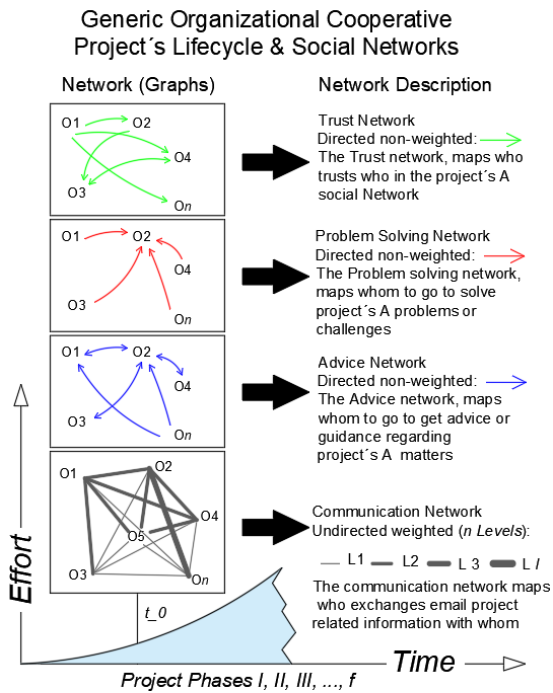 Generic Organizational Cooperative
Project´s Lifecycle & Social Networks
Network (Graphs)
Network Description
O1 O2
O4
O3
On
Trust Network
Directed non-weighted:
The Trust network, maps who
trusts who in the project´s A
social Network
O1 O2
O4
O3
On
Problem Solving Network
Directed non-weighted:
The Problem solving network,
maps whom to go to solve
project´s A problems or
challenges
O1 O2
O4
O3
On
Advice Network
Directed non-weighted:
The Advice network, maps
whom to go to get advice or
guidance regarding
project´s A matters
O1
O2
O4
O5
O3
On
Communication Network
Undirected weighted (n Levels):
L1 L2 L 3 L l
The communication network maps
who exchanges email project
related information with whom
Effort
t_0
Time
Project Phases I, II, III, ..., f